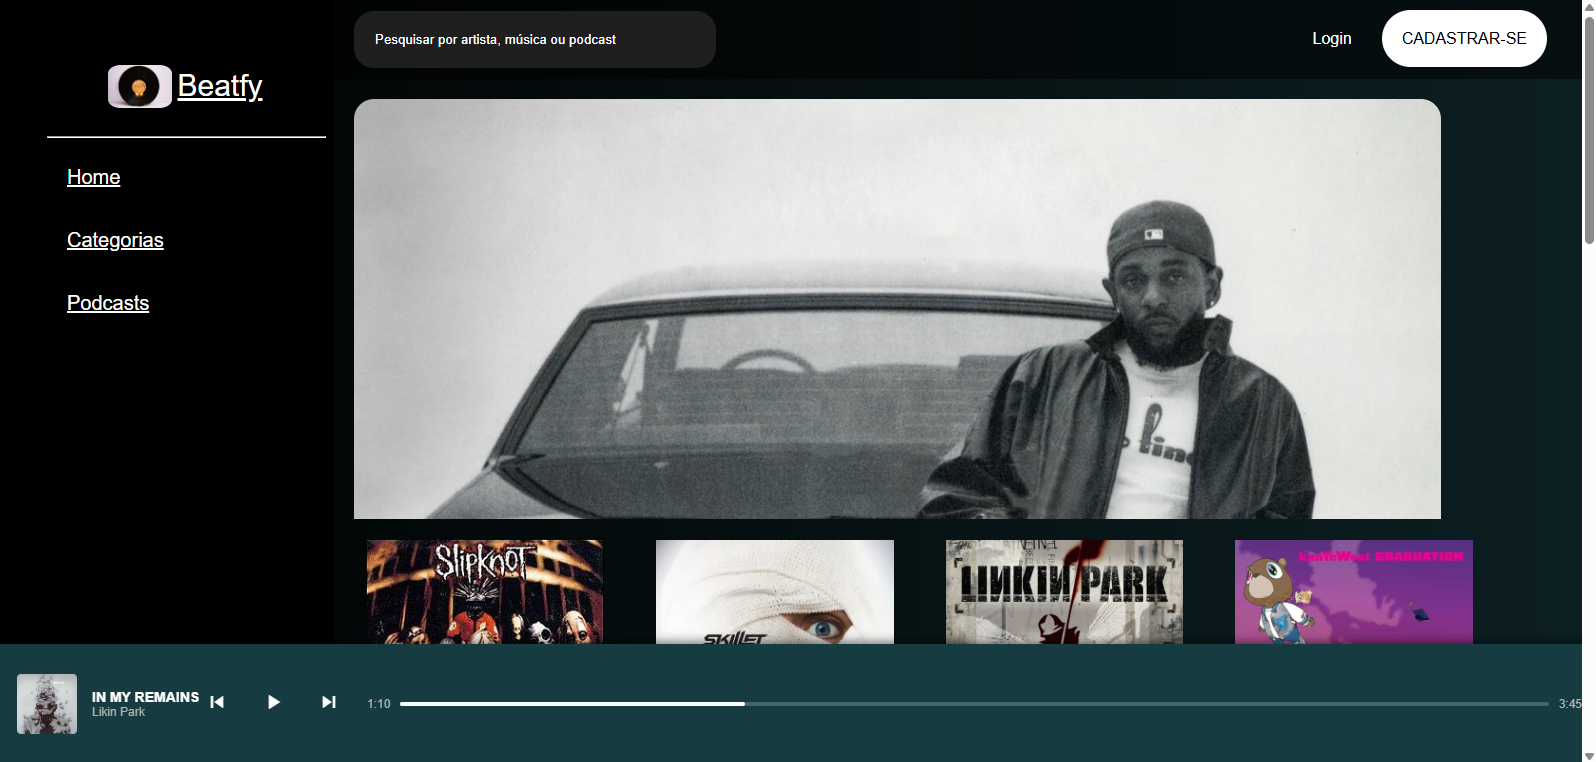 Beatfy
Home
Categorias
Podcasts
Pesquisar por artista, música ou podcast
Login
CADASTRAR-SE
Slipknot
SKILLET
LINKIN PARK
KanYeWest GRADUATION
IN MY REMAINS
Likin Park
1:10
3:45